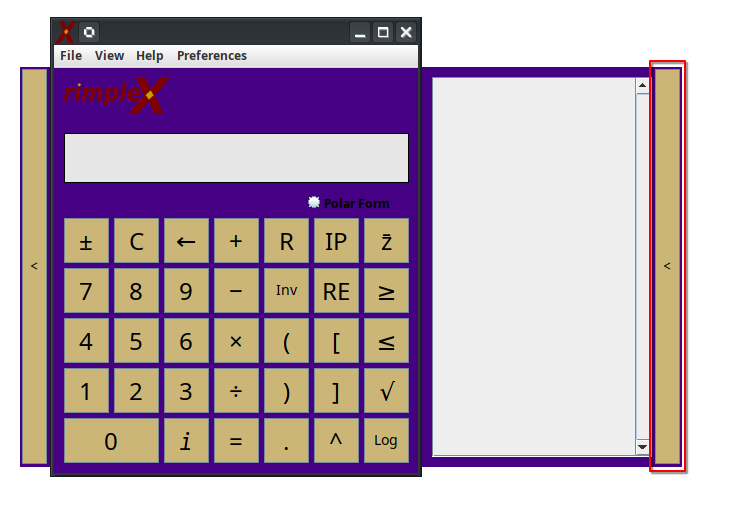 File View Help Preferences
rimpleX
Polar Form
± C ← + R IP z̄
7 8 9 − Inv RE ≥
< <
4 5 6 × ( [ ≤
1 2 3 ÷ ) ] √
0 i = . ^ Log